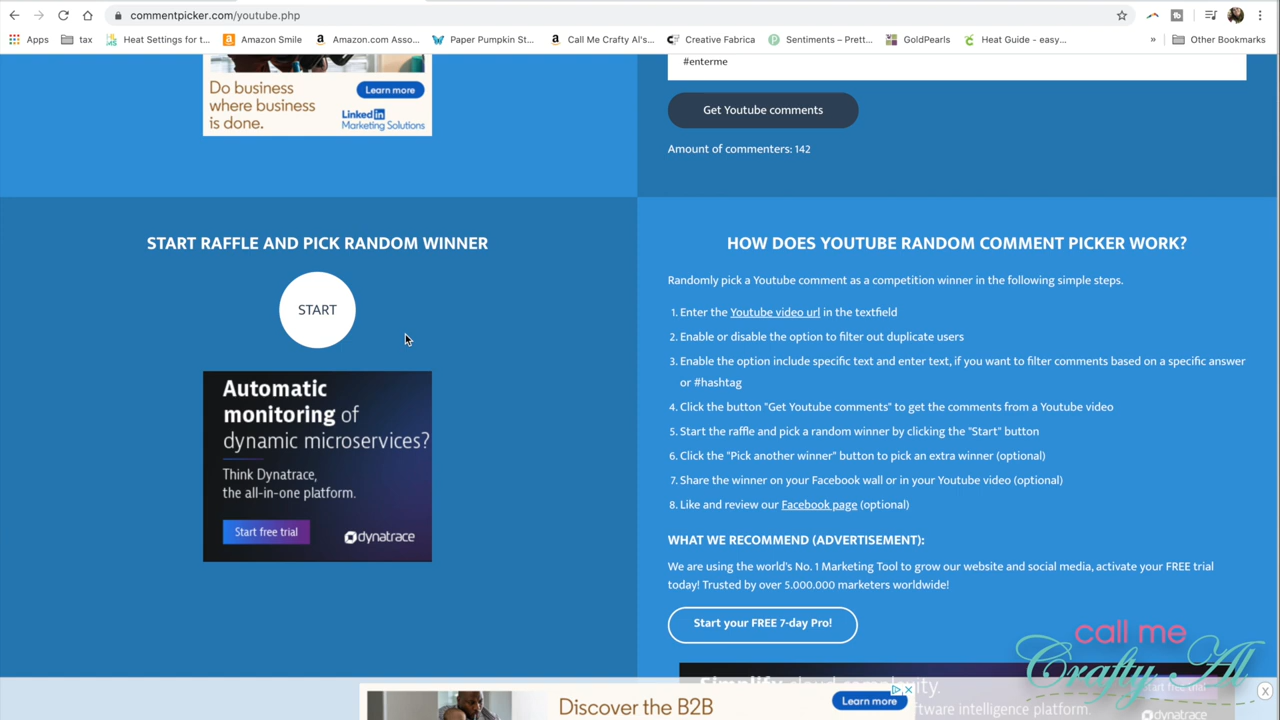 commentpicker.com/youtube.php
Apps
tax
Heat Settings for t...
Amazon Smile
Amazon.com Asso...
Paper Pumpkin St...
Call Me Crafty Al's...
Creative Fabrica
Sentiments – Prett...
GoldPearls
Heat Guide - easy...
»
Other Bookmarks
Do business
where business
is done.
Learn more
Linked in
Marketing Solutions
#enterme
Get Youtube comments
Amount of commenters: 142
START RAFFLE AND PICK RANDOM WINNER
START
Automatic
monitoring of
dynamic microservices?
Think Dynatrace,
the all-in-one platform.
Start free trial
dynatrace
HOW DOES YOUTUBE RANDOM COMMENT PICKER WORK?
Randomly pick a Youtube comment as a competition winner in the following simple steps.
1. Enter the Youtube video url in the textfield
2. Enable or disable the option to filter out duplicate users
3. Enable the option include specific text and enter text, if you want to filter comments based on a specific answer
or #hashtag
4. Click the button "Get Youtube comments" to get the comments from a Youtube video
5. Start the raffle and pick a random winner by clicking the "Start" button
6. Click the "Pick another winner" button to pick an extra winner (optional)
7. Share the winner on your Facebook wall or in your Youtube video (optional)
8. Like and review our Facebook page (optional)
WHAT WE RECOMMEND (ADVERTISEMENT):
We are using the world's No. 1 Marketing Tool to grow our website and social media, activate your FREE trial
today! Trusted by over 5.000.000 marketers worldwide!
Start your FREE 7-day Pro!
call me
Crafty Al
Simplify cloud complexity.
Start free trial
software intelligence platform.
dynatrace
Discover the B2B
Learn more